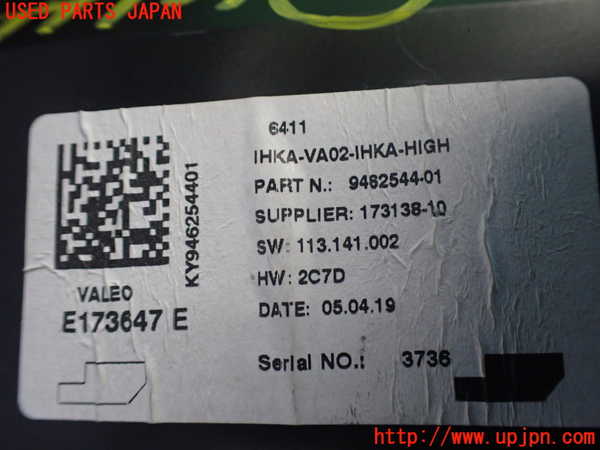 USED PARTS JAPAN
6411
IHKA-VA02-IHKA-HIGH
PART N.: 9462544-01
SUPPLIER: 173138-10
SW: 113.141.002
HW: 2C7D
DATE: 05.04.19
Serial NO.: 3736
KY946254401
VALEO
E173647 E
http://www.upjpn.com/